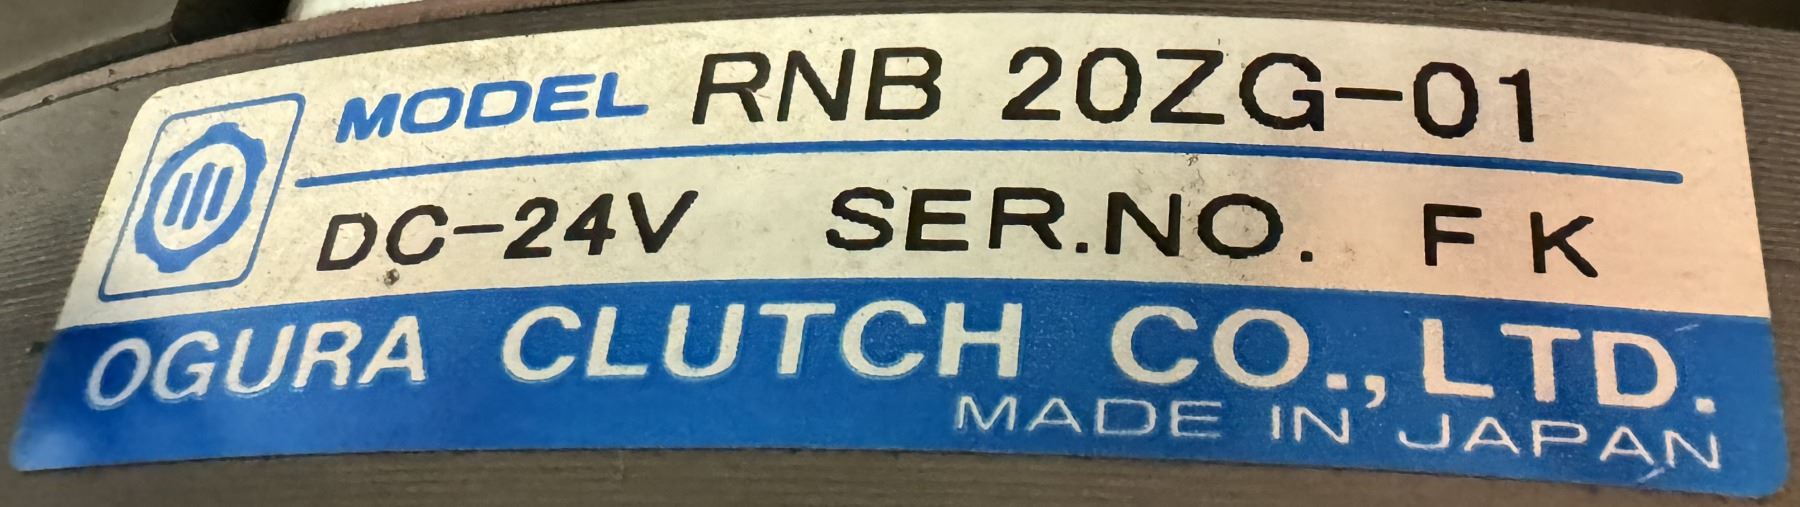 MODEL RNB 20ZG-01
DC-24V SER.NO. F K
OGURA CLUTCH CO.,LTD.
MADE IN JAPAN